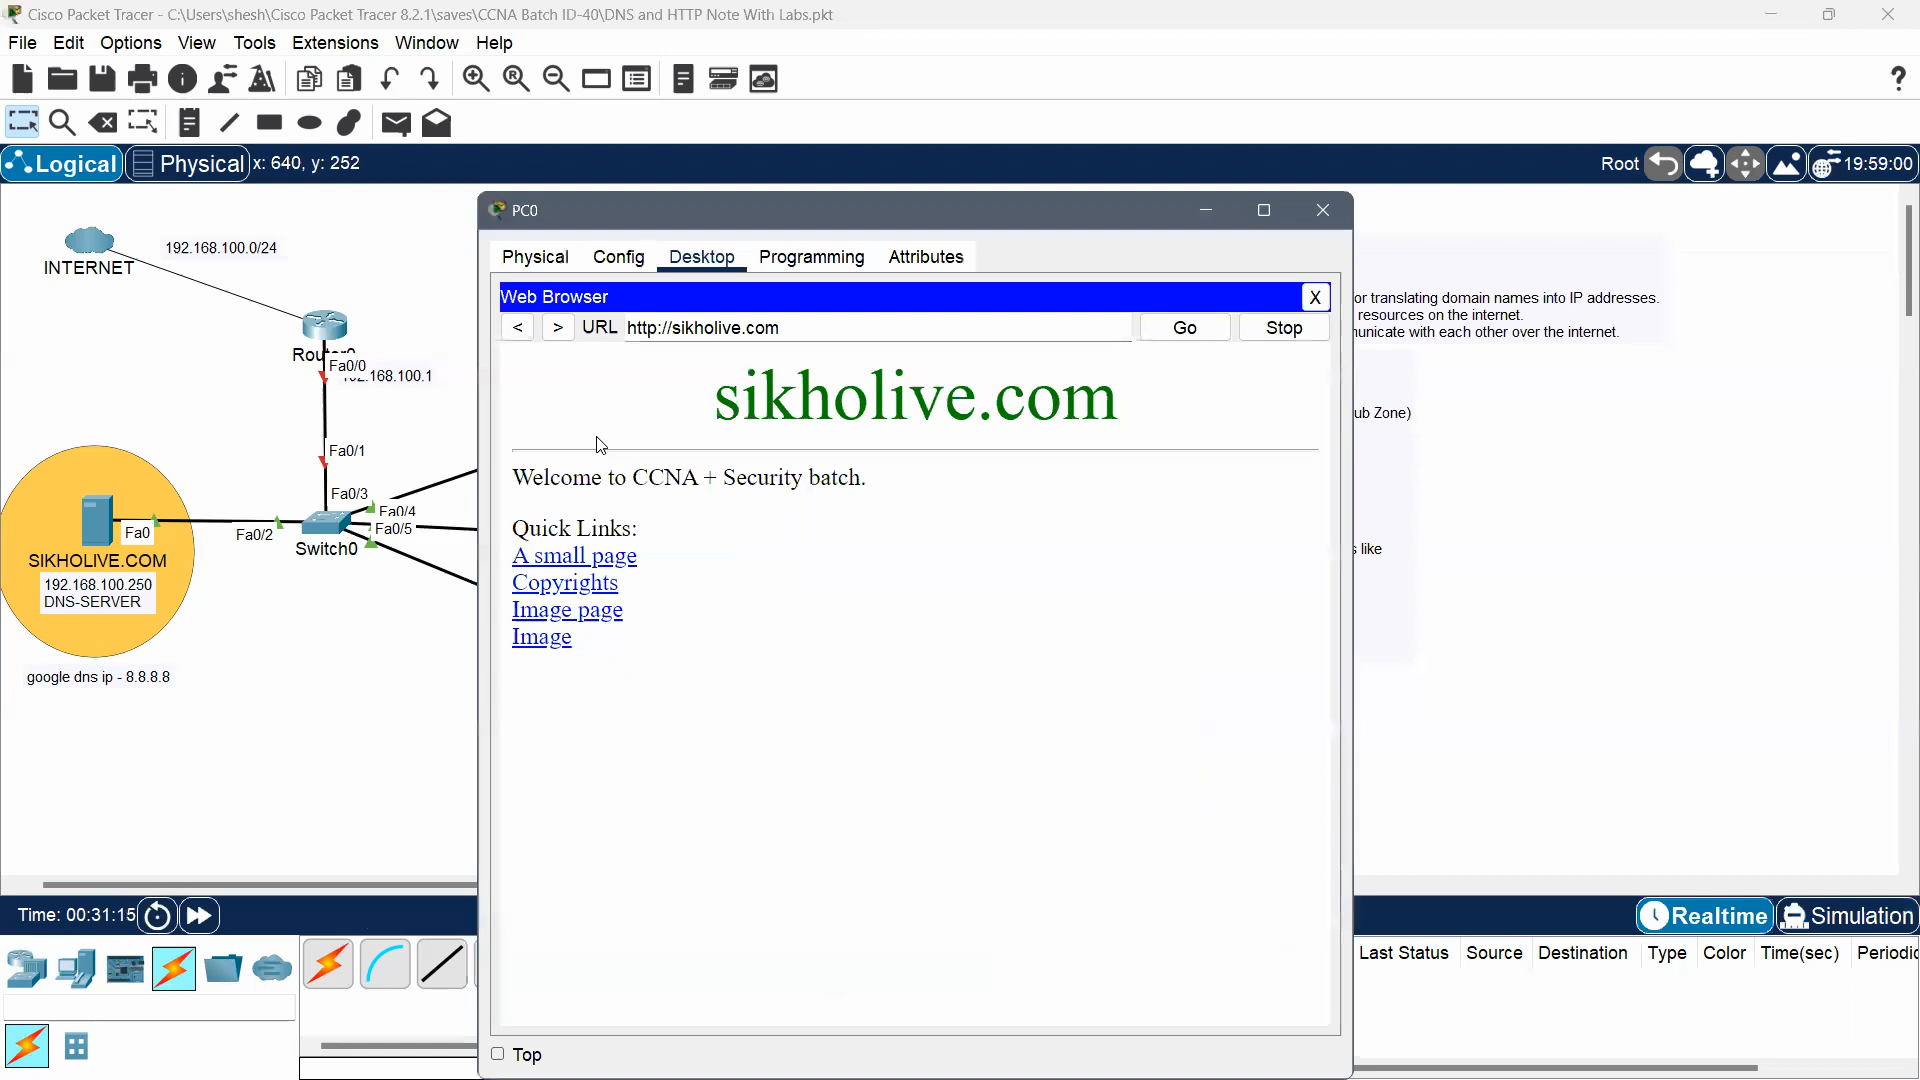 Cisco Packet Tracer - C:\Users\shesh\Cisco Packet Tracer 8.2.1\saves\CCNA Batch ID-40\DNS and HTTP Note With Labs.pkt
File Edit Options View Tools Extensions Window Help
Logical Physical x: 640, y: 252
Root 19:59:00
INTERNET
192.168.100.0/24
Fa0/0
168.100.1
Fa0/1
Fa0/3
Fa0/4
Fa0/5
Fa0
Fa0/2
Switch0
SIKHOLIVE.COM
192.168.100.250
DNS-SERVER
google dns ip - 8.8.8.8
PC0
Physical Config Desktop Programming Attributes
Web Browser X
< > URL http://sikholive.com Go Stop
sikholive.com
Welcome to CCNA + Security batch.
Quick Links:
A small page
Copyrights
Image page
Image
Top
or translating domain names into IP addresses.
resources on the internet.
unicate with each other over the internet.
ub Zone)
like
Time: 00:31:15
Realtime Simulation
Last Status Source Destination Type Color Time(sec) Periodic